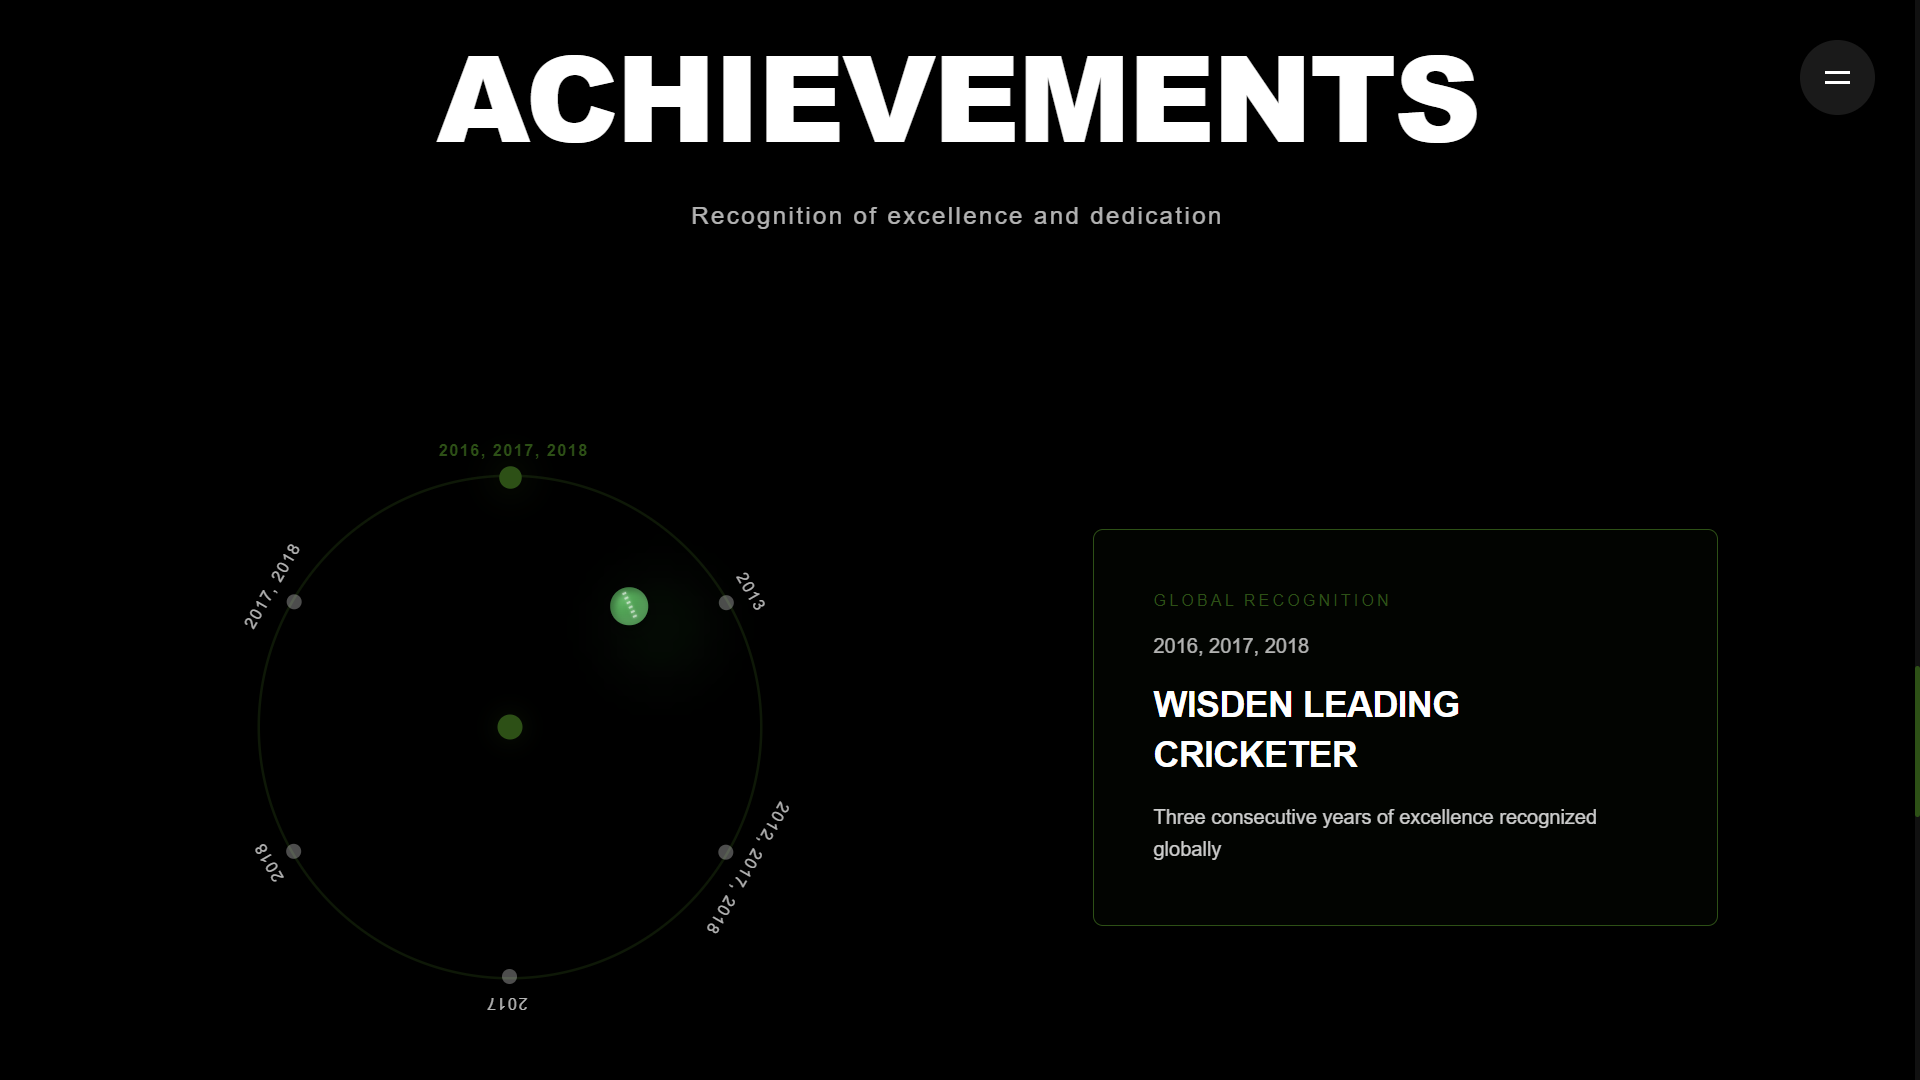 ACHIEVEMENTS
Recognition of excellence and dedication
2016, 2017, 2018
2017, 2018
2013
2018
2012, 2017, 2018
2017
GLOBAL RECOGNITION
2016, 2017, 2018
WISDEN LEADING
CRICKETER
Three consecutive years of excellence recognized
globally